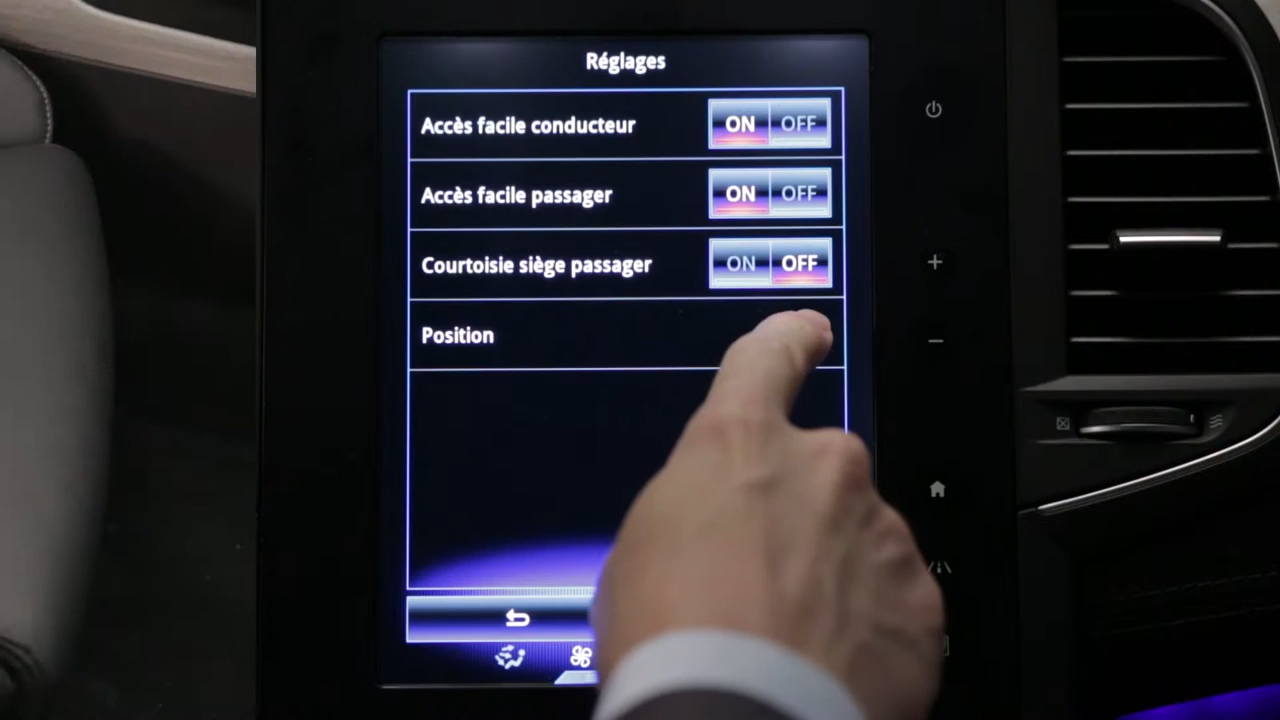 Réglages
Accès facile conducteur ON OFF
Accès facile passager ON OFF
Courtoisie siège passager ON OFF
Position